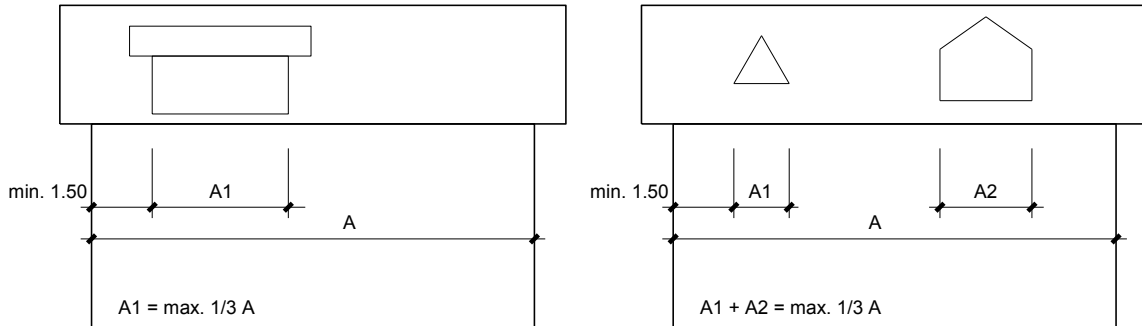 min. 1.50
A1
A
A1 = max. 1/3 A
min. 1.50
A1
A2
A
A1 + A2 = max. 1/3 A